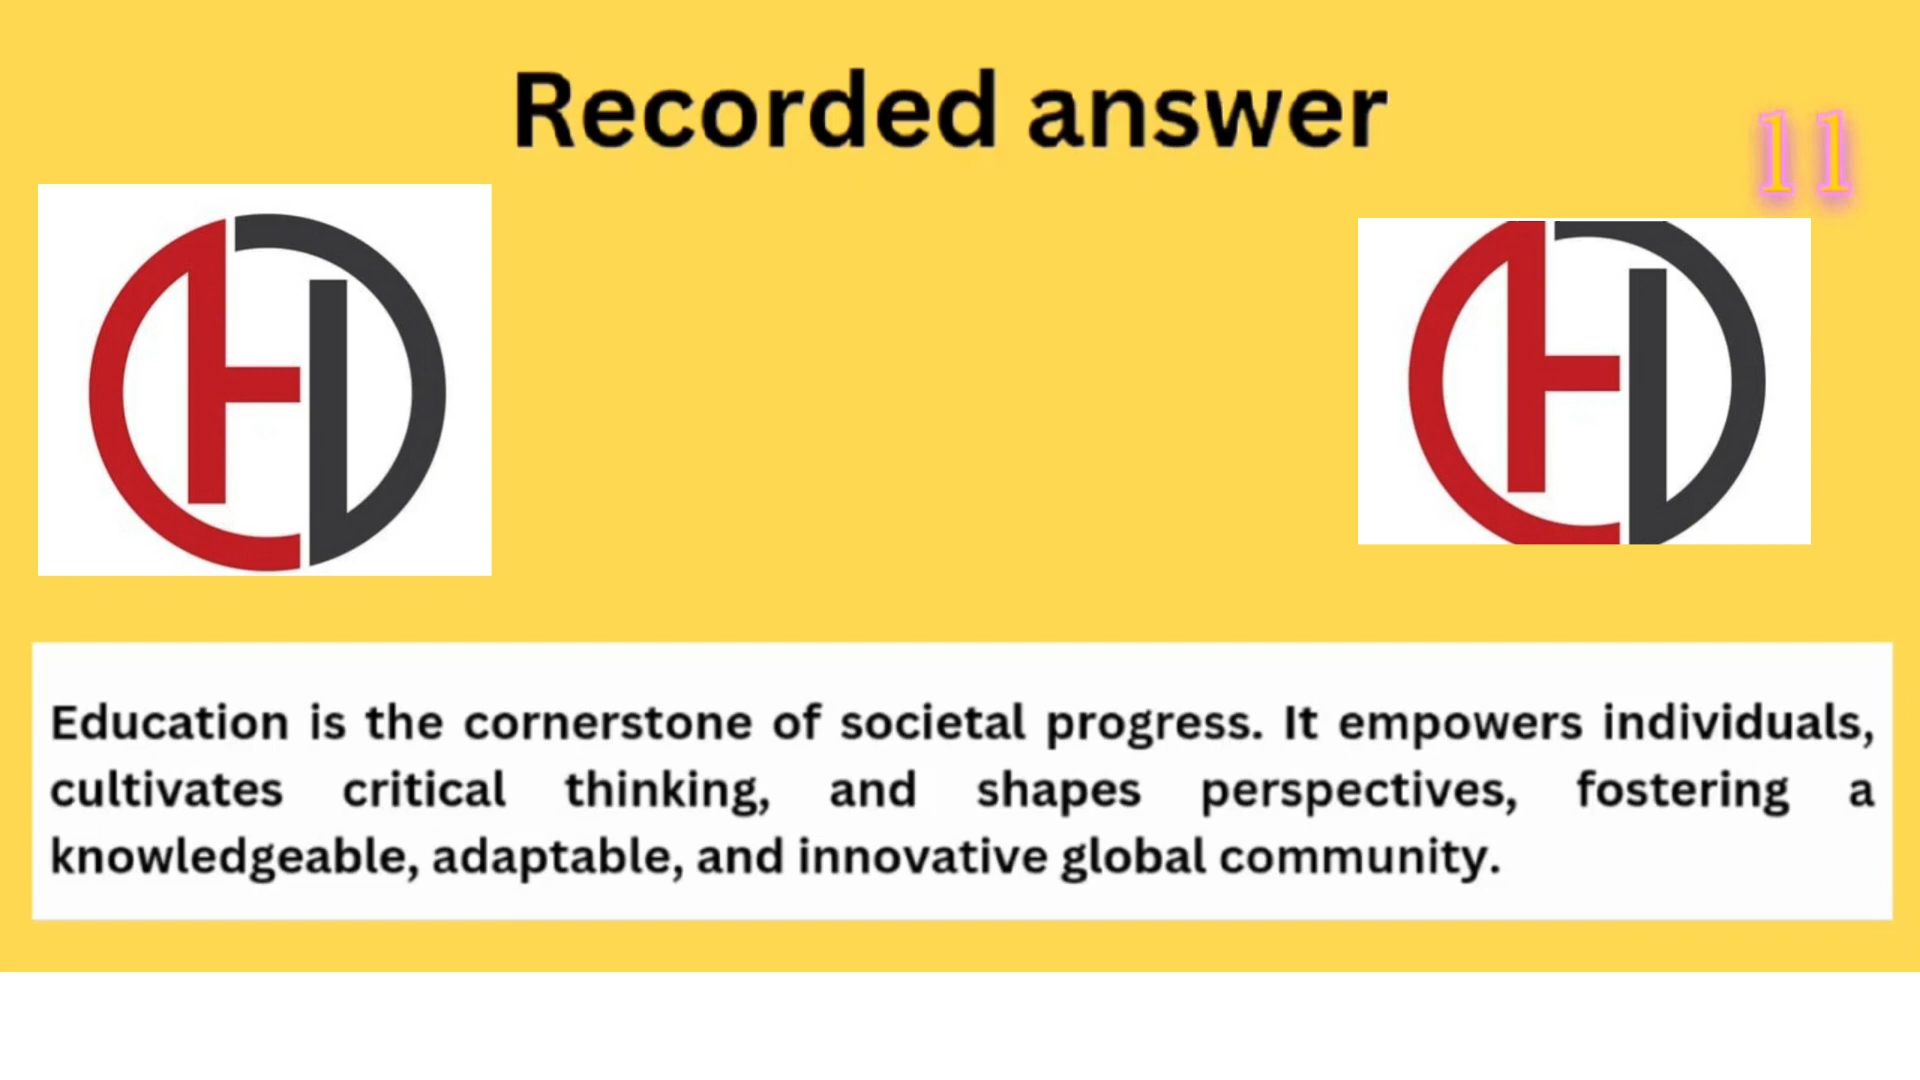 Recorded answer
11
Education is the cornerstone of societal progress. It empowers individuals,
cultivates critical thinking, and shapes perspectives, fostering a
knowledgeable, adaptable, and innovative global community.